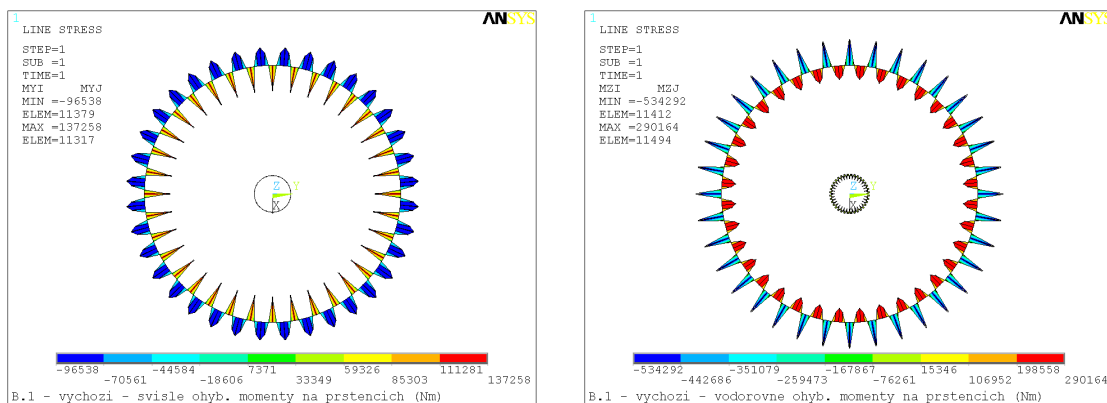 1
ANSYS
LINE STRESS
STEP=1
SUB =1
TIME=1
MYI MYJ
MIN =-96538
ELEM=11379
MAX =137258
ELEM=11317
Z
Y
X
-96538 -44584 7371 59326 111281
-70561 -18606 33349 85303 137258
B.1 - vychozi - svisle ohyb. momenty na prstencich (Nm)
1
ANSYS
LINE STRESS
STEP=1
SUB =1
TIME=1
MZI MZJ
MIN =-534292
ELEM=11412
MAX =290164
ELEM=11494
Z
Y
X
-534292 -351079 -167867 15346 198558
-442686 -259473 -76261 106952 290164
B.1 - vychozi - vodorovne ohyb. momenty na prstencich (Nm)